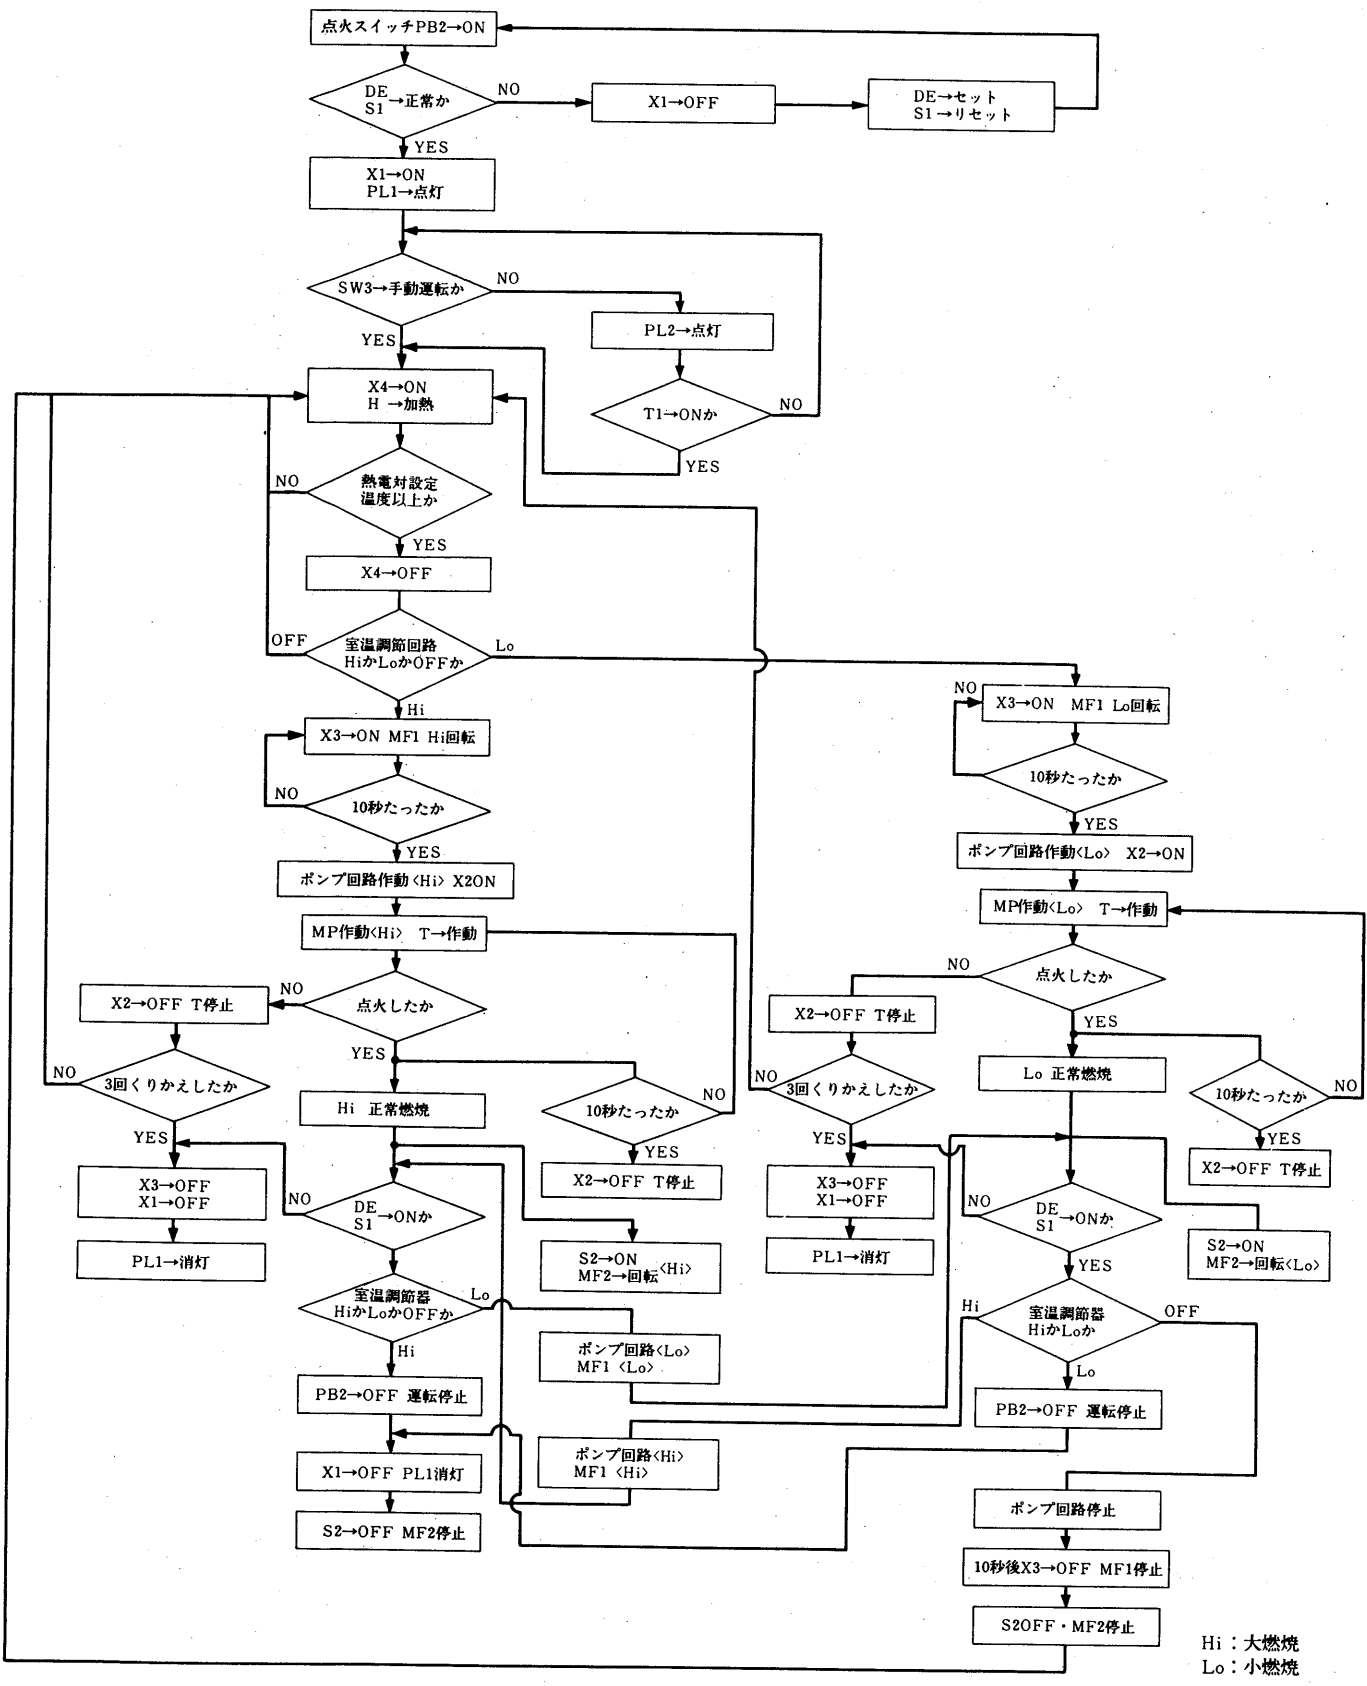 点火スイッチPB2→ON
DE
S1 →正常か
NO
X1→OFF
DE→セット
S1→リセット
YES
X1→ON
PL1→点灯
SW3→手動運転か
NO
PL2→点灯
YES
X4→ON
H →加熱
T1→ONか
NO
YES
熱電対設定
温度以上か
NO
YES
X4→OFF
室温調節回路
HiかLoかOFFか
OFF
Lo
Hi
X3→ON MF1 Hi回転
10秒たったか
NO
YES
ポンプ回路作動<Hi> X2ON
MP作動<Hi> T→作動
点火したか
NO
X2→OFF T停止
3回くりかえしたか
NO
YES
X3→OFF
X1→OFF
PL1→消灯
YES
Hi 正常燃焼
10秒たったか
NO
YES
X2→OFF T停止
DE
S1 →ONか
NO
S2→ON
MF2→回転 <Hi>
室温調節器
HiかLoかOFFか
Lo
Hi
ポンプ回路<Lo>
MF1 <Lo>
PB2→OFF 運転停止
ポンプ回路<Hi>
MF1 <Hi>
X1→OFF PL1消灯
S2→OFF MF2停止
X3→ON MF1 Lo回転
NO
10秒たったか
YES
ポンプ回路作動<Lo> X2→ON
MP作動<Lo> T→作動
点火したか
NO
X2→OFF T停止
3回くりかえしたか
NO
YES
X3→OFF
X1→OFF
PL1→消灯
YES
Lo 正常燃焼
10秒たったか
NO
YES
X2→OFF T停止
DE
S1 →ONか
NO
YES
S2→ON
MF2→回転<Lo>
室温調節器
HiかLoか
Hi
OFF
Lo
PB2→OFF 運転停止
ポンプ回路停止
10秒後X3→OFF MF1停止
S2OFF・MF2停止
Hi：大燃焼
Lo：小燃焼